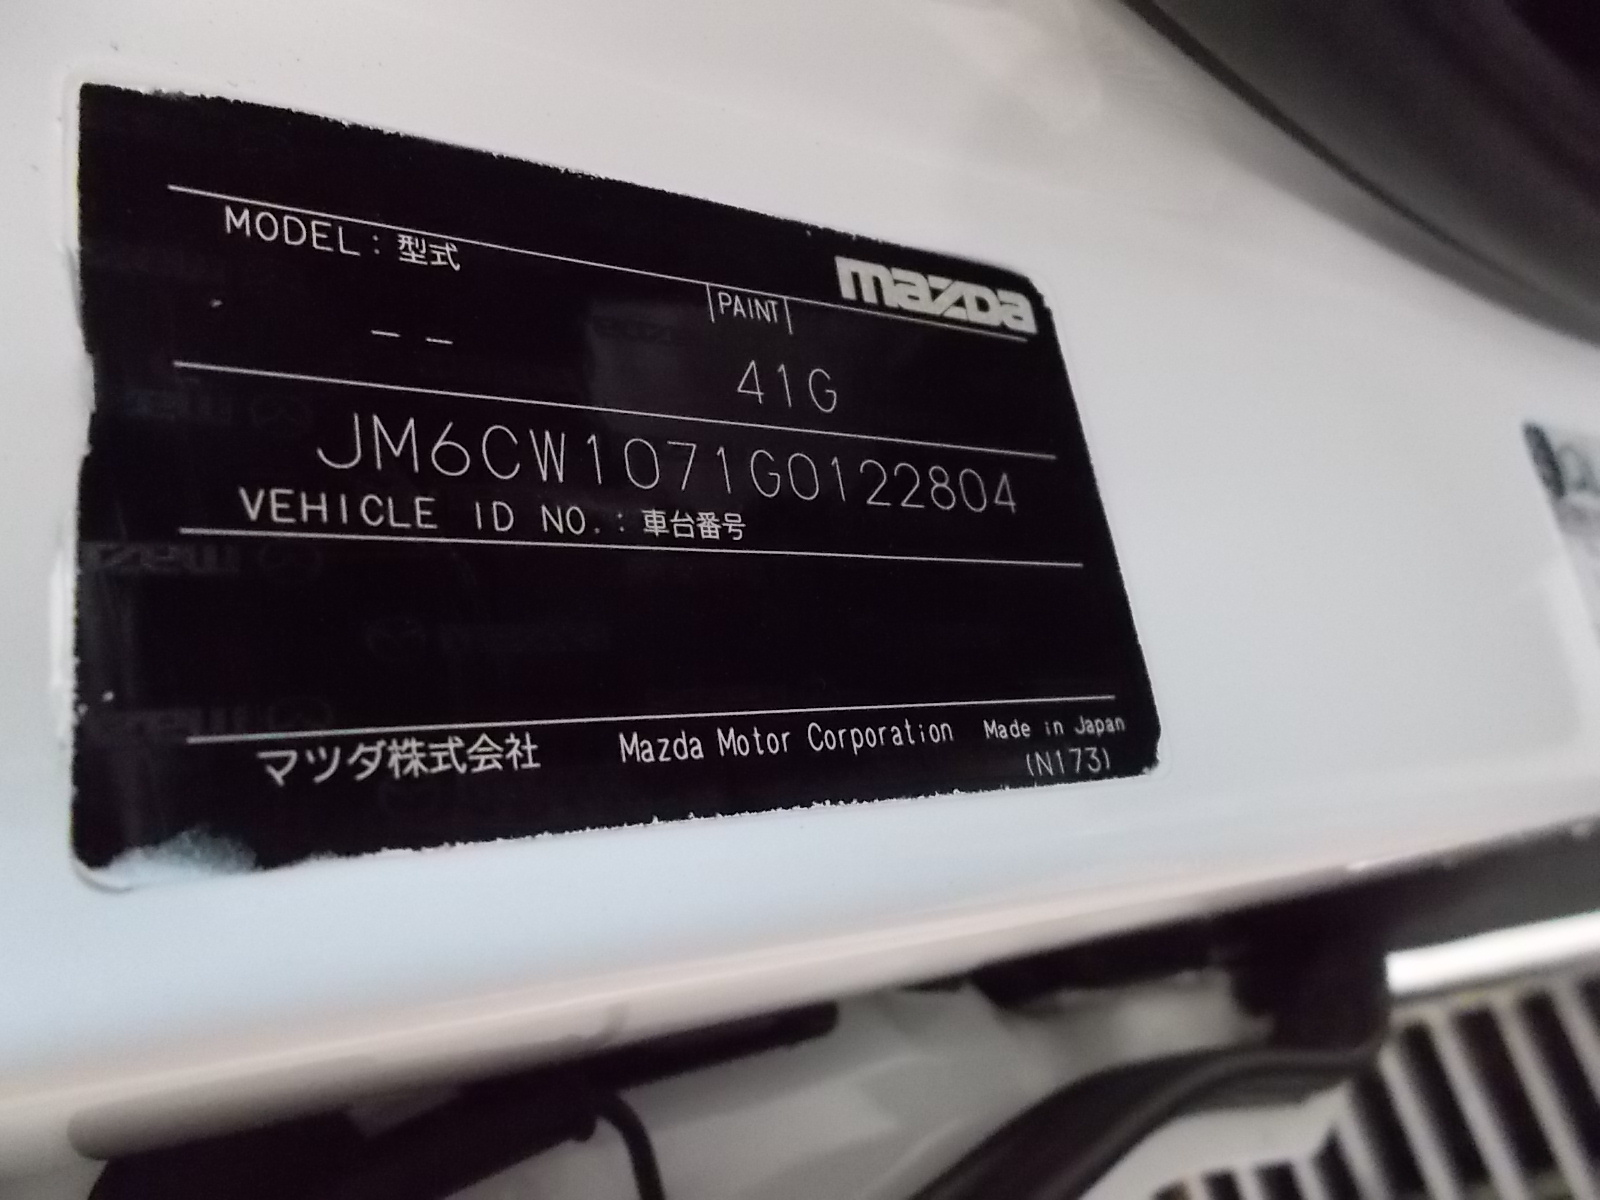 mazda
MODEL : 型式
PAINT
— —
41G
JM6CW1071G0122804
VEHICLE ID NO. : 車台番号
マツダ株式会社 Mazda Motor Corporation Made in Japan
(N173)